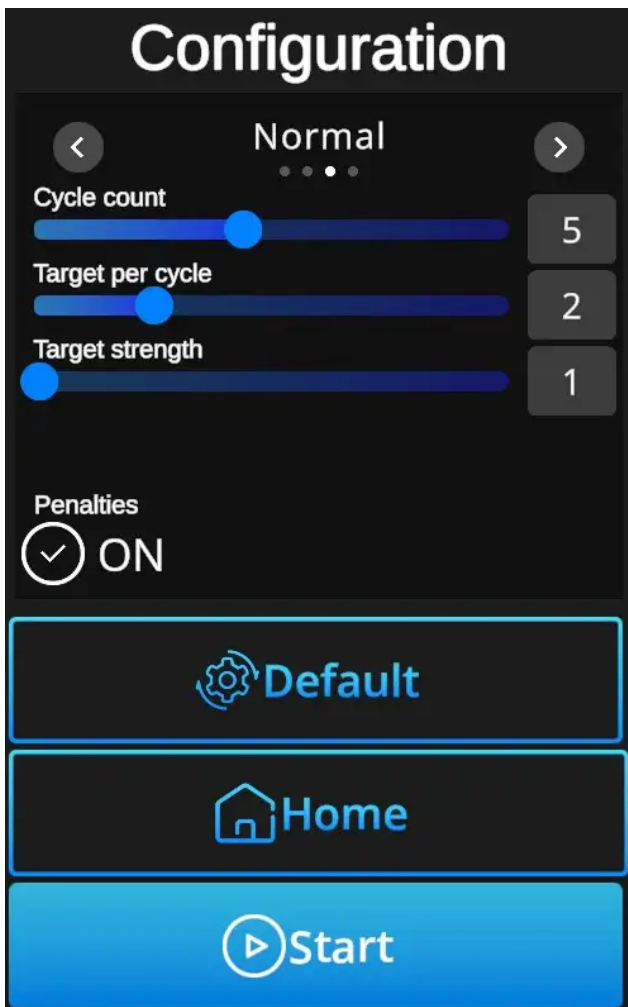 Configuration
Normal
Cycle count
5
Target per cycle
2
Target strength
1
Penalties
ON
Default
Home
Start